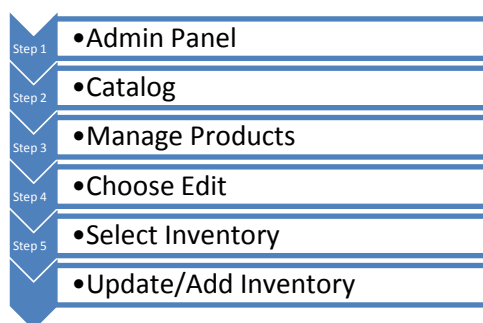 Step 1
•Admin Panel
Step 2
•Catalog
Step 3
•Manage Products
Step 4
•Choose Edit
Step 5
•Select Inventory
•Update/Add Inventory